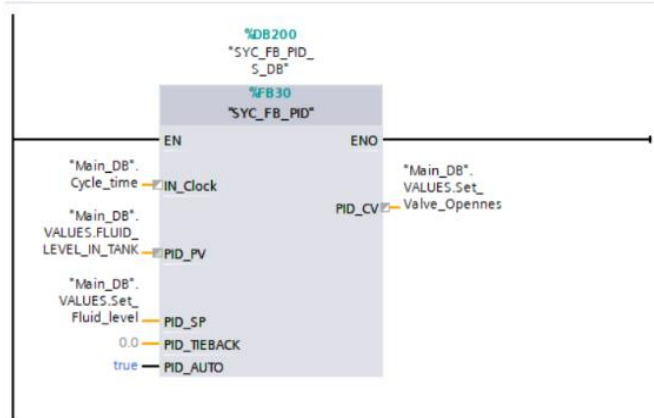 %DB200
"SYC_FB_PID_
S_DB"
%FB30
"SYC_FB_PID"
EN
ENO
"Main_DB".
Cycle_time
IN_Clock
"Main_DB".
VALUES.Set_
Valve_Opennes
PID_CV
"Main_DB".
VALUES.FLUID_
LEVEL_IN_TANK
PID_PV
"Main_DB".
VALUES.Set_
Fluid_level
PID_SP
0.0
PID_TIEBACK
true
PID_AUTO